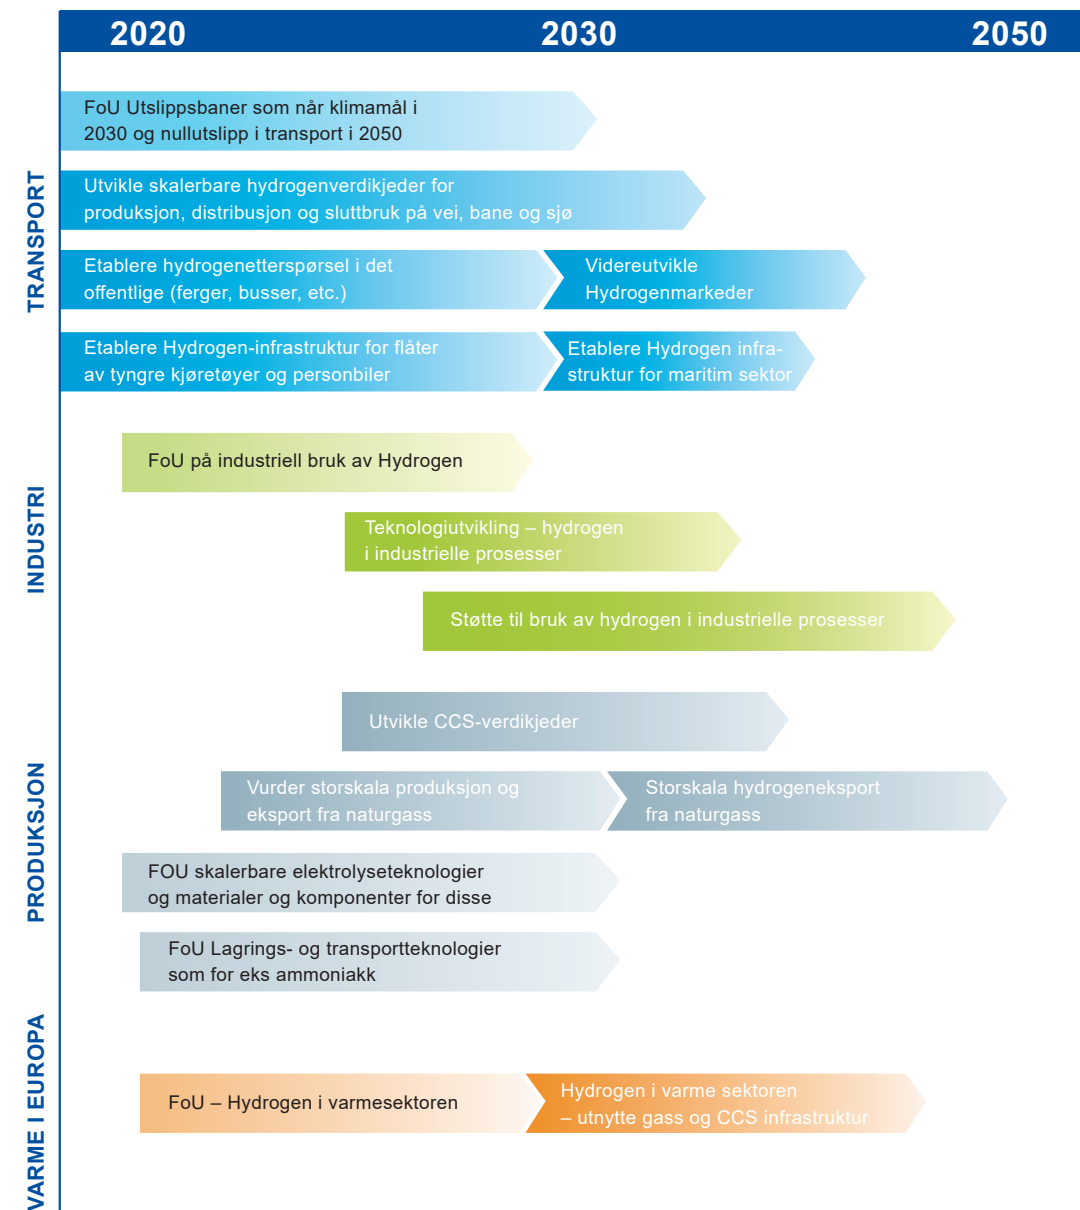 2020 2030 2050
TRANSPORT
FoU Utslippsbaner som når klimamål i
2030 og nullutslipp i transport i 2050
Utvikle skalerbare hydrogenverdikjeder for
produksjon, distribusjon og sluttbruk på vei, bane og sjø
Etablere hydrogenetterspørsel i det
offentlige (ferger, busser, etc.)
Videreutvikle
Hydrogenmarkeder
Etablere Hydrogen-infrastruktur for flåter
av tyngre kjøretøyer og personbiler
Etablere Hydrogen infra-
struktur for maritim sektor
INDUSTRI
FoU på industriell bruk av Hydrogen
Teknologiutvikling – hydrogen
i industrielle prosesser
Støtte til bruk av hydrogen i industrielle prosesser
PRODUKSJON
Utvikle CCS-verdikjeder
Vurder storskala produksjon og
eksport fra naturgass
Storskala hydrogeneksport
fra naturgass
FOU skalerbare elektrolyseteknologier
og materialer og komponenter for disse
FoU Lagrings- og transportteknologier
som for eks ammoniakk
VARME I EUROPA
FoU – Hydrogen i varmesektoren
Hydrogen i varme sektoren
– utnytte gass og CCS infrastruktur